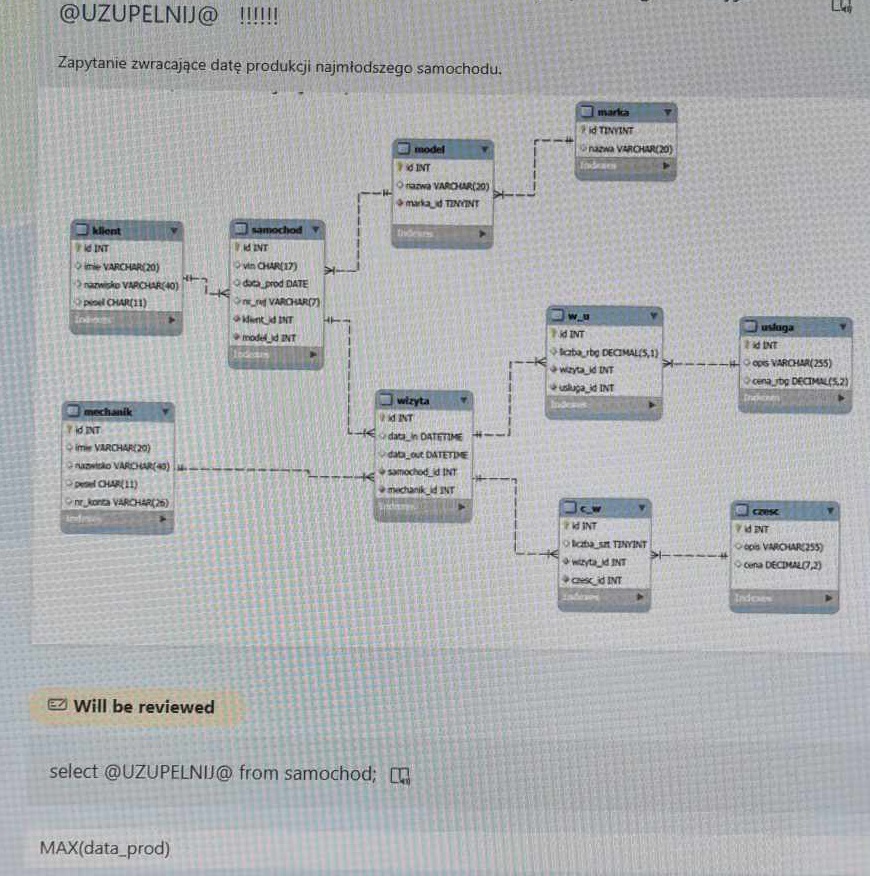 @UZUPELNIJ@ !!!!!!
Zapytanie zwracające datę produkcji najmłodszego samochodu.
marka
id TINYINT
nazwa VARCHAR(20)
Indexes
model
id INT
nazwa VARCHAR(20)
marka_id TINYINT
Indexes
klient
id INT
imie VARCHAR(20)
nazwisko VARCHAR(40)
pesel CHAR(11)
Indexes
samochod
id INT
vin CHAR(17)
data_prod DATE
nr_rej VARCHAR(7)
klient_id INT
model_id INT
Indexes
w_u
id INT
liczba_rbg DECIMAL(5,1)
wizyta_id INT
usluga_id INT
Indexes
usluga
id INT
opis VARCHAR(255)
cena_rbg DECIMAL(5,2)
Indexes
mechanik
id INT
imie VARCHAR(20)
nazwisko VARCHAR(40)
pesel CHAR(11)
nr_konta VARCHAR(26)
Indexes
wizyta
id INT
data_in DATETIME
data_out DATETIME
samochod_id INT
mechanik_id INT
Indexes
c_w
id INT
liczba_szt TINYINT
wizyta_id INT
czesc_id INT
Indexes
czesc
id INT
opis VARCHAR(255)
cena DECIMAL(7,2)
Indexes
Will be reviewed
select @UZUPELNIJ@ from samochod;
MAX(data_prod)